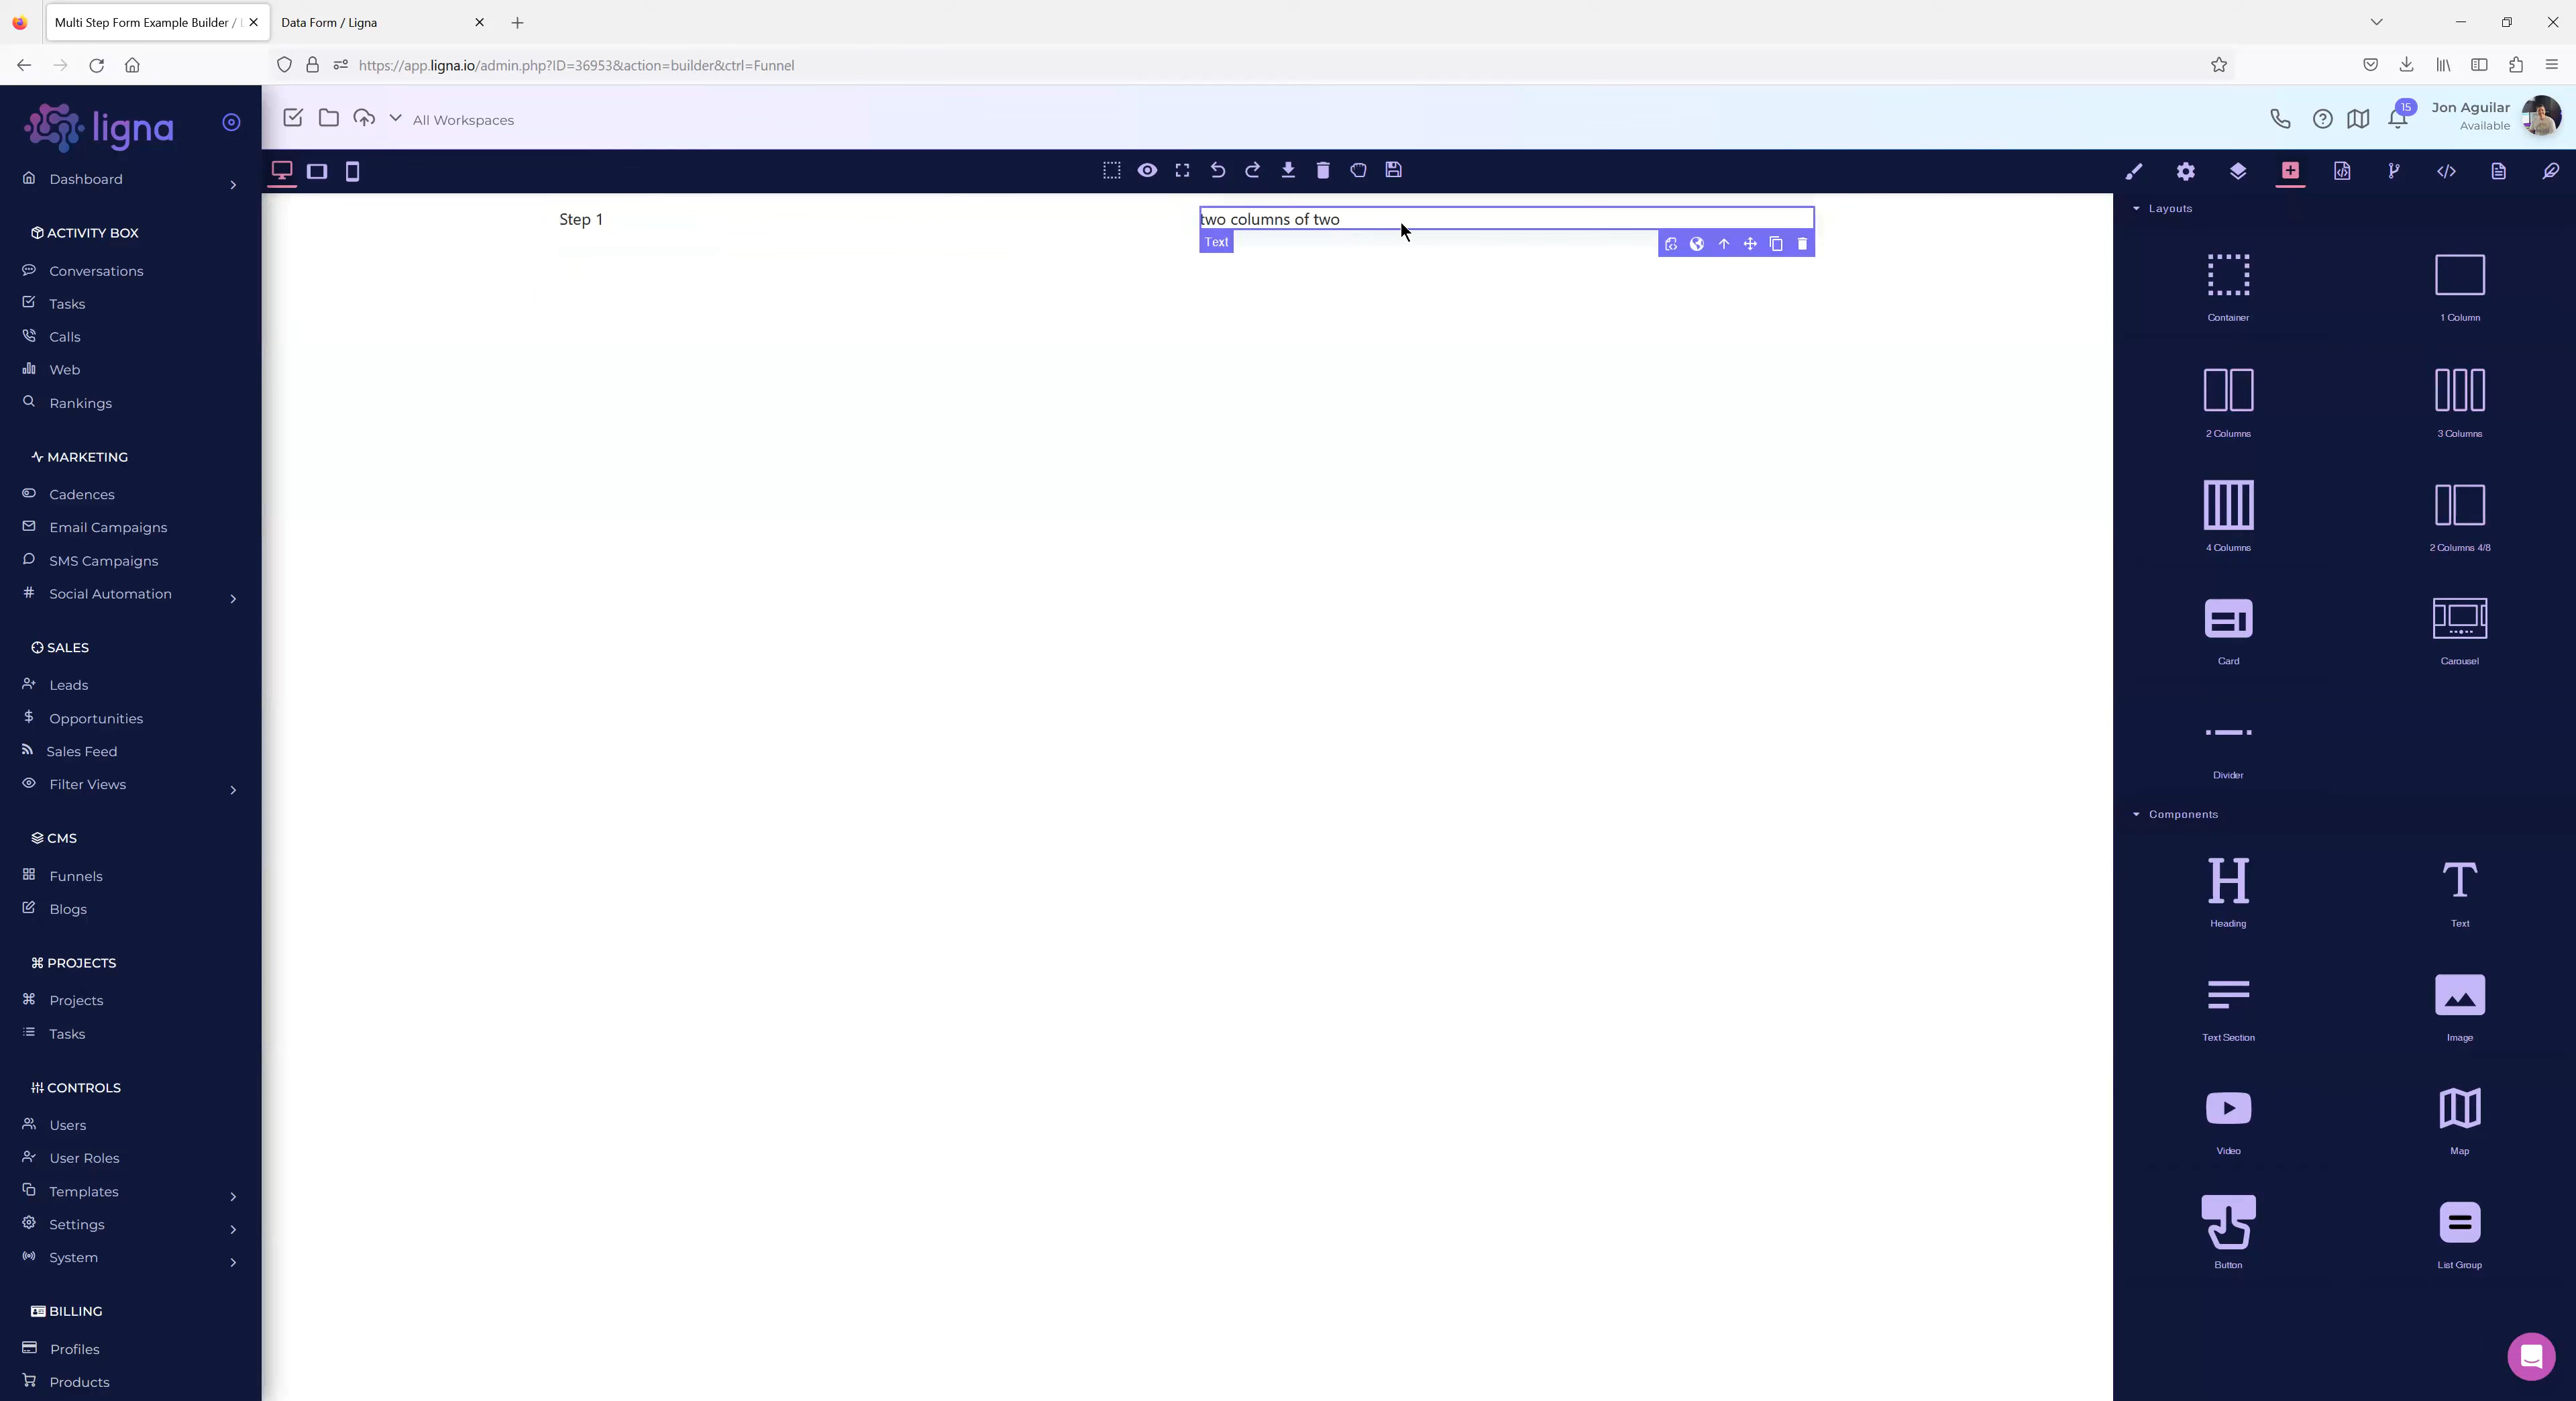 Multi Step Form Example Builder / L
Data Form / Ligna
https://app.ligna.io/admin.php?ID=36953&action=builder&ctrl=Funnel
ligna
All Workspaces
15
Jon Aguilar
Available
Dashboard
ACTIVITY BOX
Conversations
Tasks
Calls
Web
Rankings
MARKETING
Cadences
Email Campaigns
SMS Campaigns
Social Automation
SALES
Leads
Opportunities
Sales Feed
Filter Views
CMS
Funnels
Blogs
PROJECTS
Projects
Tasks
CONTROLS
Users
User Roles
Templates
Settings
System
BILLING
Profiles
Products
Step 1
two columns of two
Text
Layouts
Container
1 Column
2 Columns
3 Columns
4 Columns
2 Columns 4/8
Card
Carousel
Divider
Components
Heading
Text
Text Section
Image
Video
Map
Button
List Group